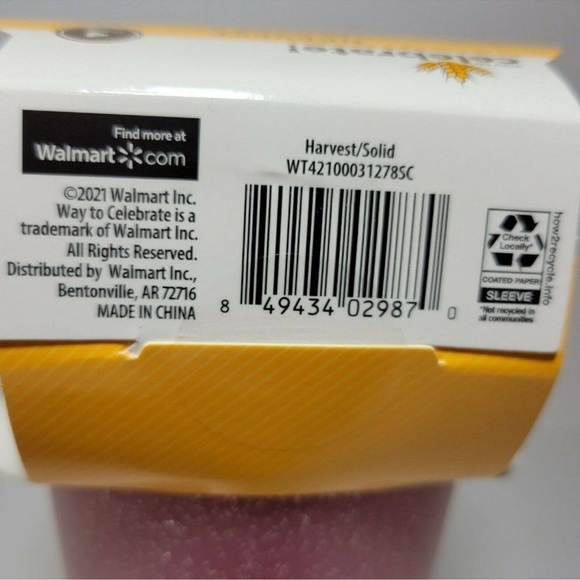 celebrate!
Find more at
Walmart.com
©2021 Walmart Inc.
Way to Celebrate is a
trademark of Walmart Inc.
All Rights Reserved.
Distributed by Walmart Inc.,
Bentonville, AR 72716
MADE IN CHINA
Harvest/Solid
WT42100031278SC
8 49434 02987 0
Check
Locally*
COATED PAPER
SLEEVE
*Not recycled in
all communities
how2recycle.info